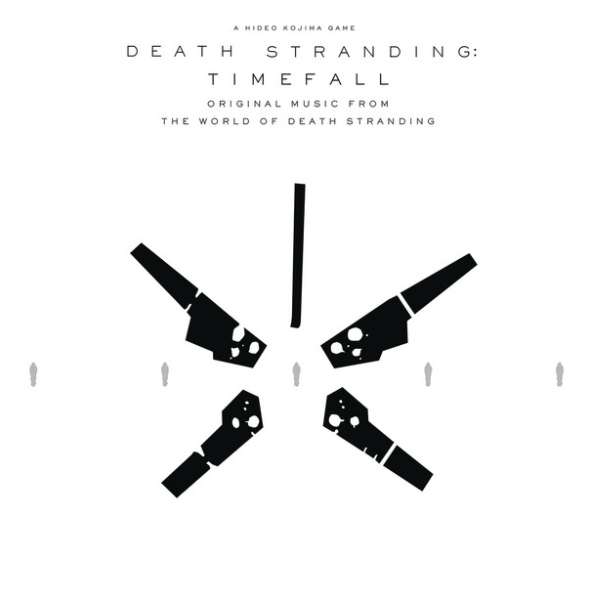 A HIDEO KOJIMA GAME
DEATH STRANDING:
TIMEFALL
ORIGINAL MUSIC FROM
THE WORLD OF DEATH STRANDING